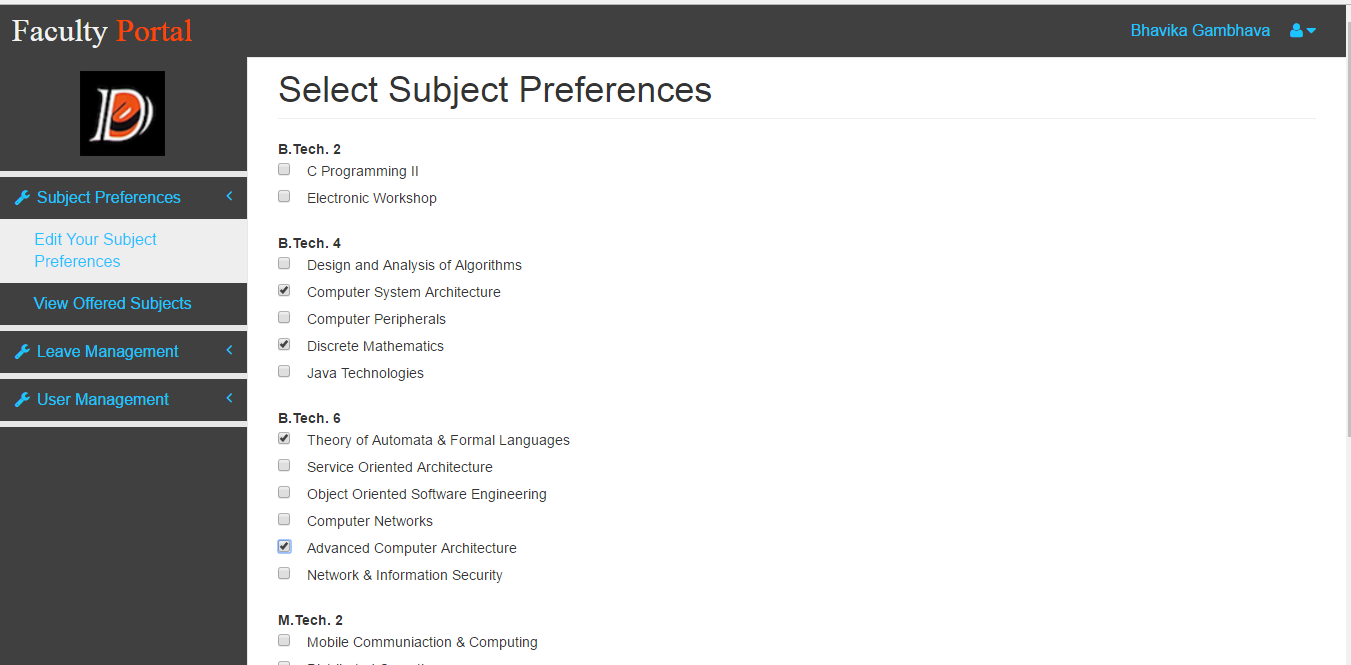 Faculty Portal
Bhavika Gambhava
Subject Preferences
Edit Your Subject
Preferences
View Offered Subjects
Leave Management
User Management
Select Subject Preferences
B.Tech. 2
C Programming II
Electronic Workshop
B.Tech. 4
Design and Analysis of Algorithms
Computer System Architecture
Computer Peripherals
Discrete Mathematics
Java Technologies
B.Tech. 6
Theory of Automata & Formal Languages
Service Oriented Architecture
Object Oriented Software Engineering
Computer Networks
Advanced Computer Architecture
Network & Information Security
M.Tech. 2
Mobile Communiaction & Computing